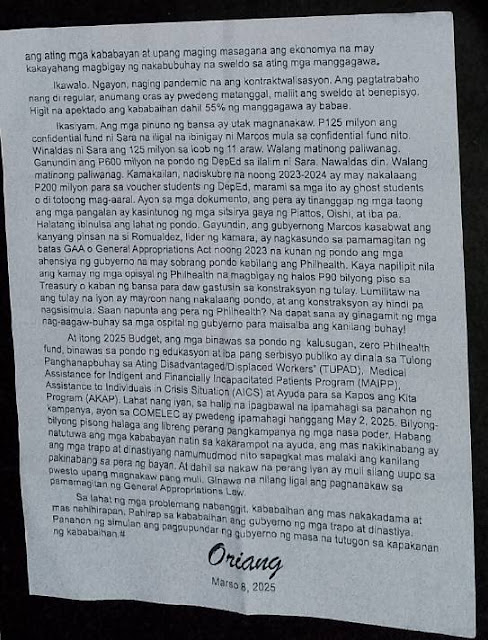 ang ating mga kababayan at upang maging masagana ang ekonomya na may
kakayahang magbigay ng nakabubuhay na sweldo sa ating mga manggagawa.
Ikawalo. Ngayon, naging pandemic na ang kontraktwalisasyon. Ang pagtatrabaho
nang di regular, anumang oras ay pwedeng matanggal, maliit ang sweldo at benepisyo.
Higit na apektado ang kababaihan dahil 55% ng manggagawa ay babae.
Ikasiyam. Ang mga pinuno ng bansa ay utak magnanakaw. P125 milyon ang
confidential fund ni Sara na iligal na ibinigay ni Marcos mula sa confidential fund nito.
Winaldas ni Sara ang 125 milyon sa loob ng 11 araw. Walang matinong paliwanag.
Ganundin ang P600 milyon na pondo ng DepEd sa ilalim ni Sara. Nawaldas din. Walang
matinong paliwanag. Kamakailan, nadiskubre na noong 2023-2024 ay may nakalaang
P200 milyon para sa voucher students ng DepEd, marami sa mga ito ay ghost students
o di totoong mag-aaral. Ayon sa mga dokumento, ang pera ay tinanggap ng mga taong
ang mga pangalan ay kasintunog ng mga sitsirya gaya ng Piattos, Oishi, at iba pa.
Halatang ibinulsa ang lahat ng pondo. Gayundin, ang gubyernong Marcos kasabwat ang
kanyang pinsan na si Romualdez, lider ng kamara, ay nagkasundo sa pamamagitan ng
batas GAA o General Appropriations Act noong 2023 na kunan ng pondo ang mga
ahensiya ng gubyerno na may sobrang pondo kabilang ang Philhealth. Kaya napilipit nila
ang kamay ng mga opisyal ng Philhealth na magbigay ng halos P90 bilyong piso sa
Treasury o kaban ng bansa para daw gastusin sa konstraksyon ng tulay. Lumilitaw na
ang tulay na iyon ay mayroon nang nakalaang pondo, at ang konstraksyon ay hindi pa
nagsisimula. Saan napunta ang pera ng Philhealth? Na dapat sana ay ginagamit ng mga
nag-aagaw-buhay sa mga ospital ng gubyerno para maisalba ang kanilang buhay!
At itong 2025 Budget, ang mga binawas sa pondo ng kalusugan, zero Philhealth
fund, binawas sa pondo ng edukasyon at iba pang serbisyo publiko ay dinala sa Tulong
Panghanapbuhay sa Ating Disadvantaged/Displaced Workers" (TUPAD), Medical
Assistance for Indigent and Financially Incapacitated Patients Program (MAIPP),
Assistance to Individuals in Crisis Situation (AICS) at Ayuda para sa Kapos ang Kita
Program (AKAP). Lahat nang iyan, sa halip na ipagbawal na ipamahagi sa panahon ng
kampanya, ayon sa COMELEC ay pwedeng ipamahagi hanggang May 2, 2025. Bilyong-
bilyong pisong halaga ang libreng perang pangkampanya ng mga nasa poder. Habang
natutuwa ang mga kababayan natin sa kakarampot na ayuda, ang mas nakikinabang ay
ang mga trapo at dinastiyang namumudmod nito sapagkat mas malaki ang kanilang
pakinabang sa pera ng bayan. At dahil sa nakaw na perang iyan ay muli silang uupo sa
pwesto upang magnakaw pang muli. Ginawa na nilang ligal ang pagnanakaw sa
pamamagitan ng General Appropriations Law.
Sa lahat ng mga problemang nabanggit, kababaihan ang mas nakakadama at
mas nahihirapan. Pahirap sa kababaihan ang gubyerno ng mga trapo at dinastiya.
Panahon ng simulan ang pagpupundar ng gubyerno ng masa na tutugon sa kapakanan
ng kababaihan.#
Oriang
Marso 8, 2025